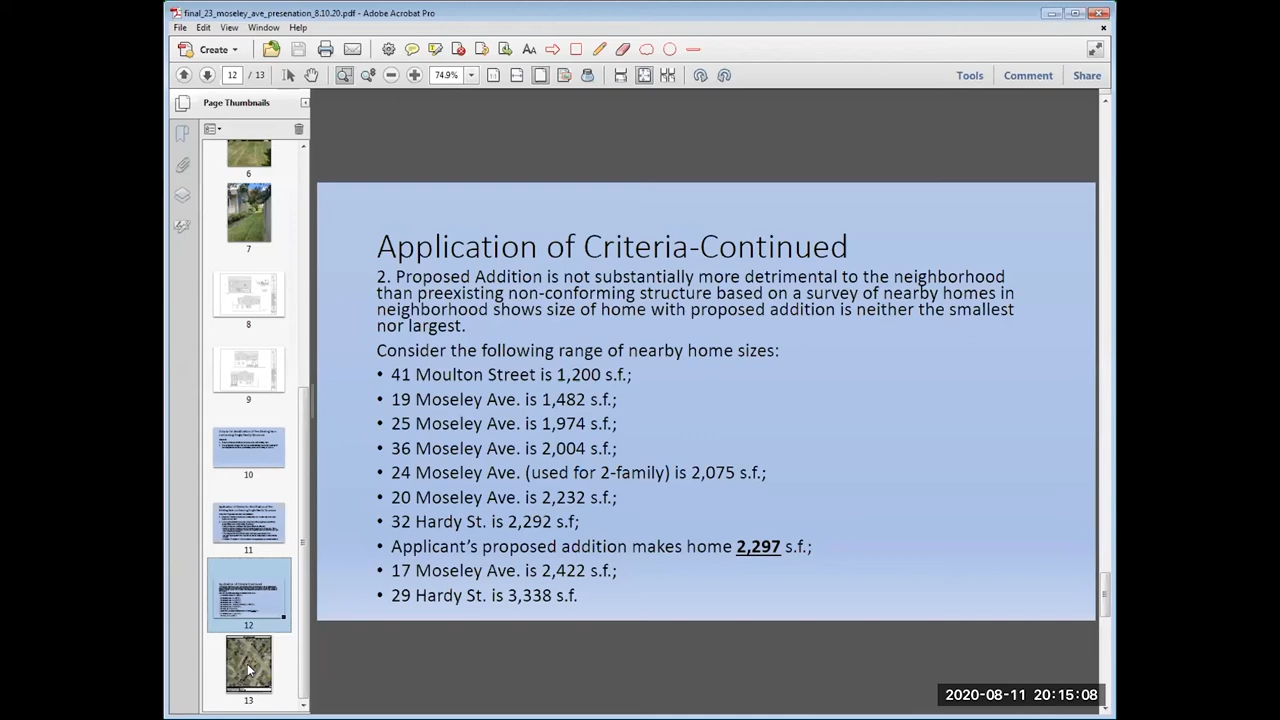 final_23_moseley_ave_presenation_8.10.20.pdf - Adobe Acrobat Pro
File Edit View Window Help
Create
12 / 13 74.9% Tools Comment Share
Page Thumbnails
6
7
8
9
10
11
12
13
Application of Criteria-Continued
2. Proposed Addition is not substantially more detrimental to the neighborhood
than preexisting non-conforming structure based on a survey of nearby homes in
neighborhood shows size of home with proposed addition is neither the smallest
nor largest.
Consider the following range of nearby home sizes:
• 41 Moulton Street is 1,200 s.f.;
• 19 Moseley Ave. is 1,482 s.f.;
• 25 Moseley Ave. is 1,974 s.f.;
• 36 Moseley Ave. is 2,004 s.f.;
• 24 Moseley Ave. (used for 2-family) is 2,075 s.f.;
• 20 Moseley Ave. is 2,232 s.f.;
• 32 Hardy St. is 2,292 s.f;
• Applicant's proposed addition makes home 2,297 s.f.;
• 17 Moseley Ave. is 2,422 s.f.;
• 29 Hardy St. is 3,338 s.f.
2020-08-11 20:15:08